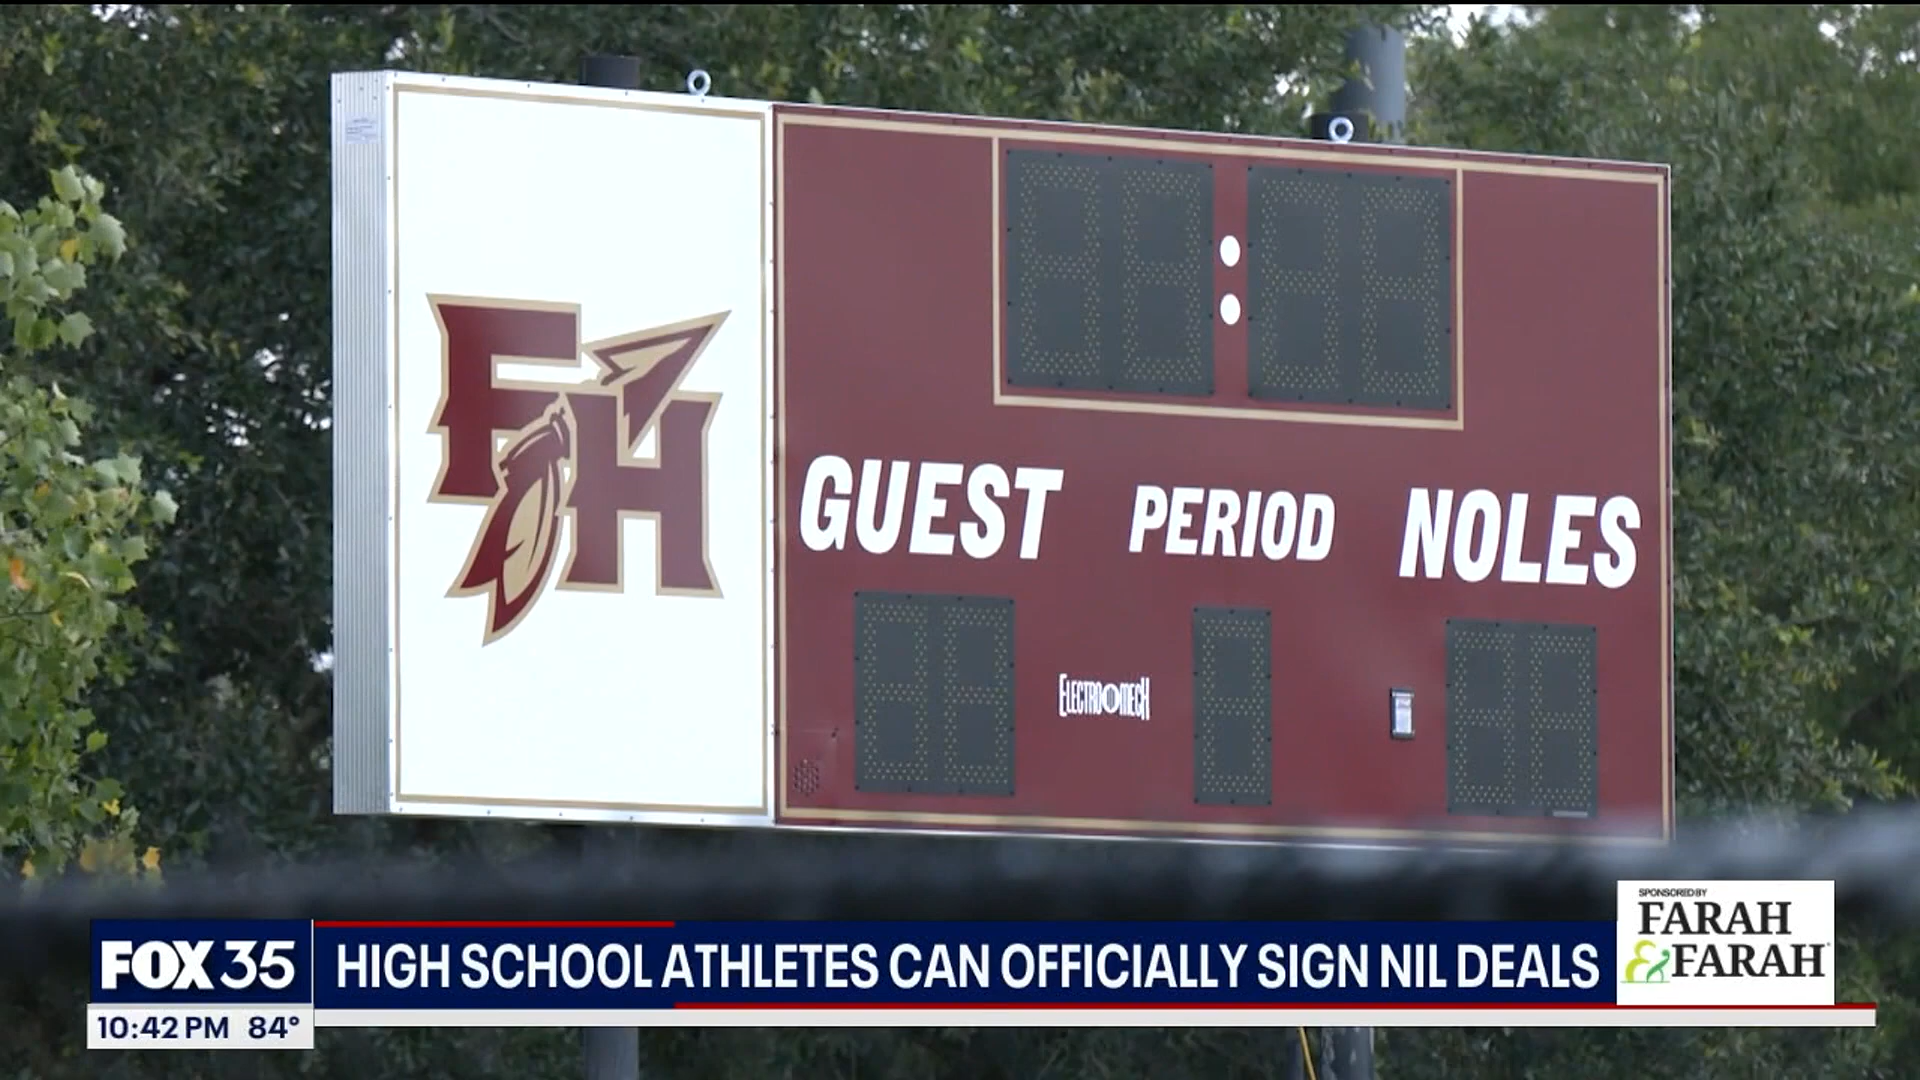 FH
GUEST PERIOD NOLES
ELECTRO-MECH
SPONSORED BY
FARAH
& FARAH
FOX 35
HIGH SCHOOL ATHLETES CAN OFFICIALLY SIGN NIL DEALS
10:42 PM 84°